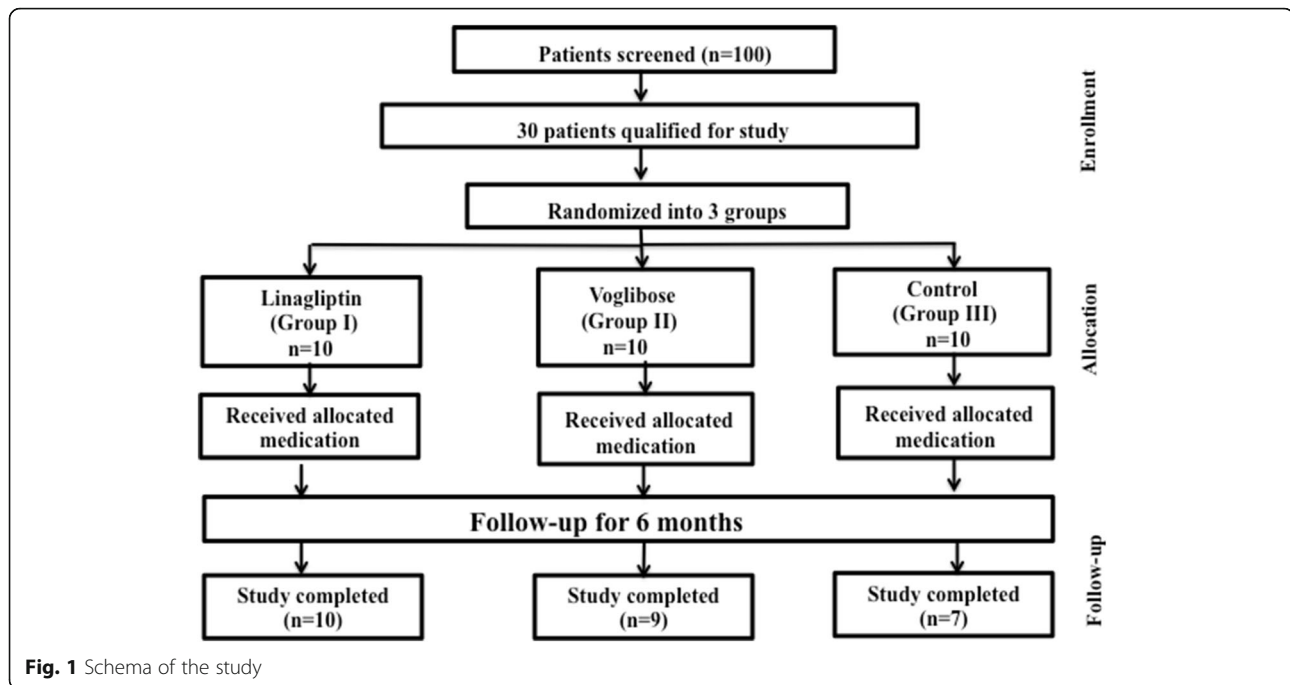 Patients screened (n=100)
30 patients qualified for study
Enrollment
Randomized into 3 groups
Linagliptin
(Group I)
n=10
Voglibose
(Group II)
n=10
Control
(Group III)
n=10
Allocation
Received allocated
medication
Received allocated
medication
Received allocated
medication
Follow-up for 6 months
Study completed
(n=10)
Study completed
(n=9)
Study completed
(n=7)
Follow-up
Fig. 1 Schema of the study